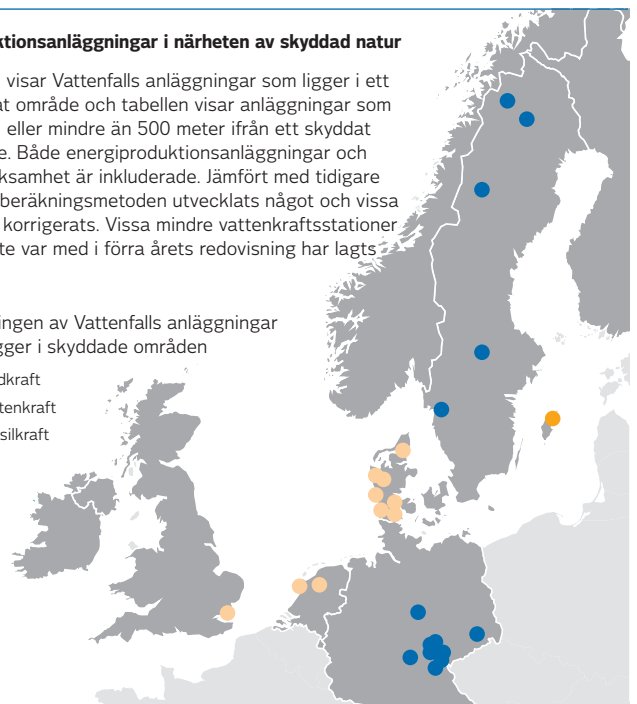 ktionsanläggningar i närheten av skyddad natur
visar Vattenfalls anläggningar som ligger i ett
at område och tabellen visar anläggningar som
eller mindre än 500 meter ifrån ett skyddat
e. Både energiproduktionsanläggningar och
ksamhet är inkluderade. Jämfört med tidigare
beräkningsmetoden utvecklats något och vissa
korrigerats. Vissa mindre vattenkraftsstationer
te var med i förra årets redovisning har lagts
ingen av Vattenfalls anläggningar
gger i skyddade områden
dkraft
tenkraft
silkraft